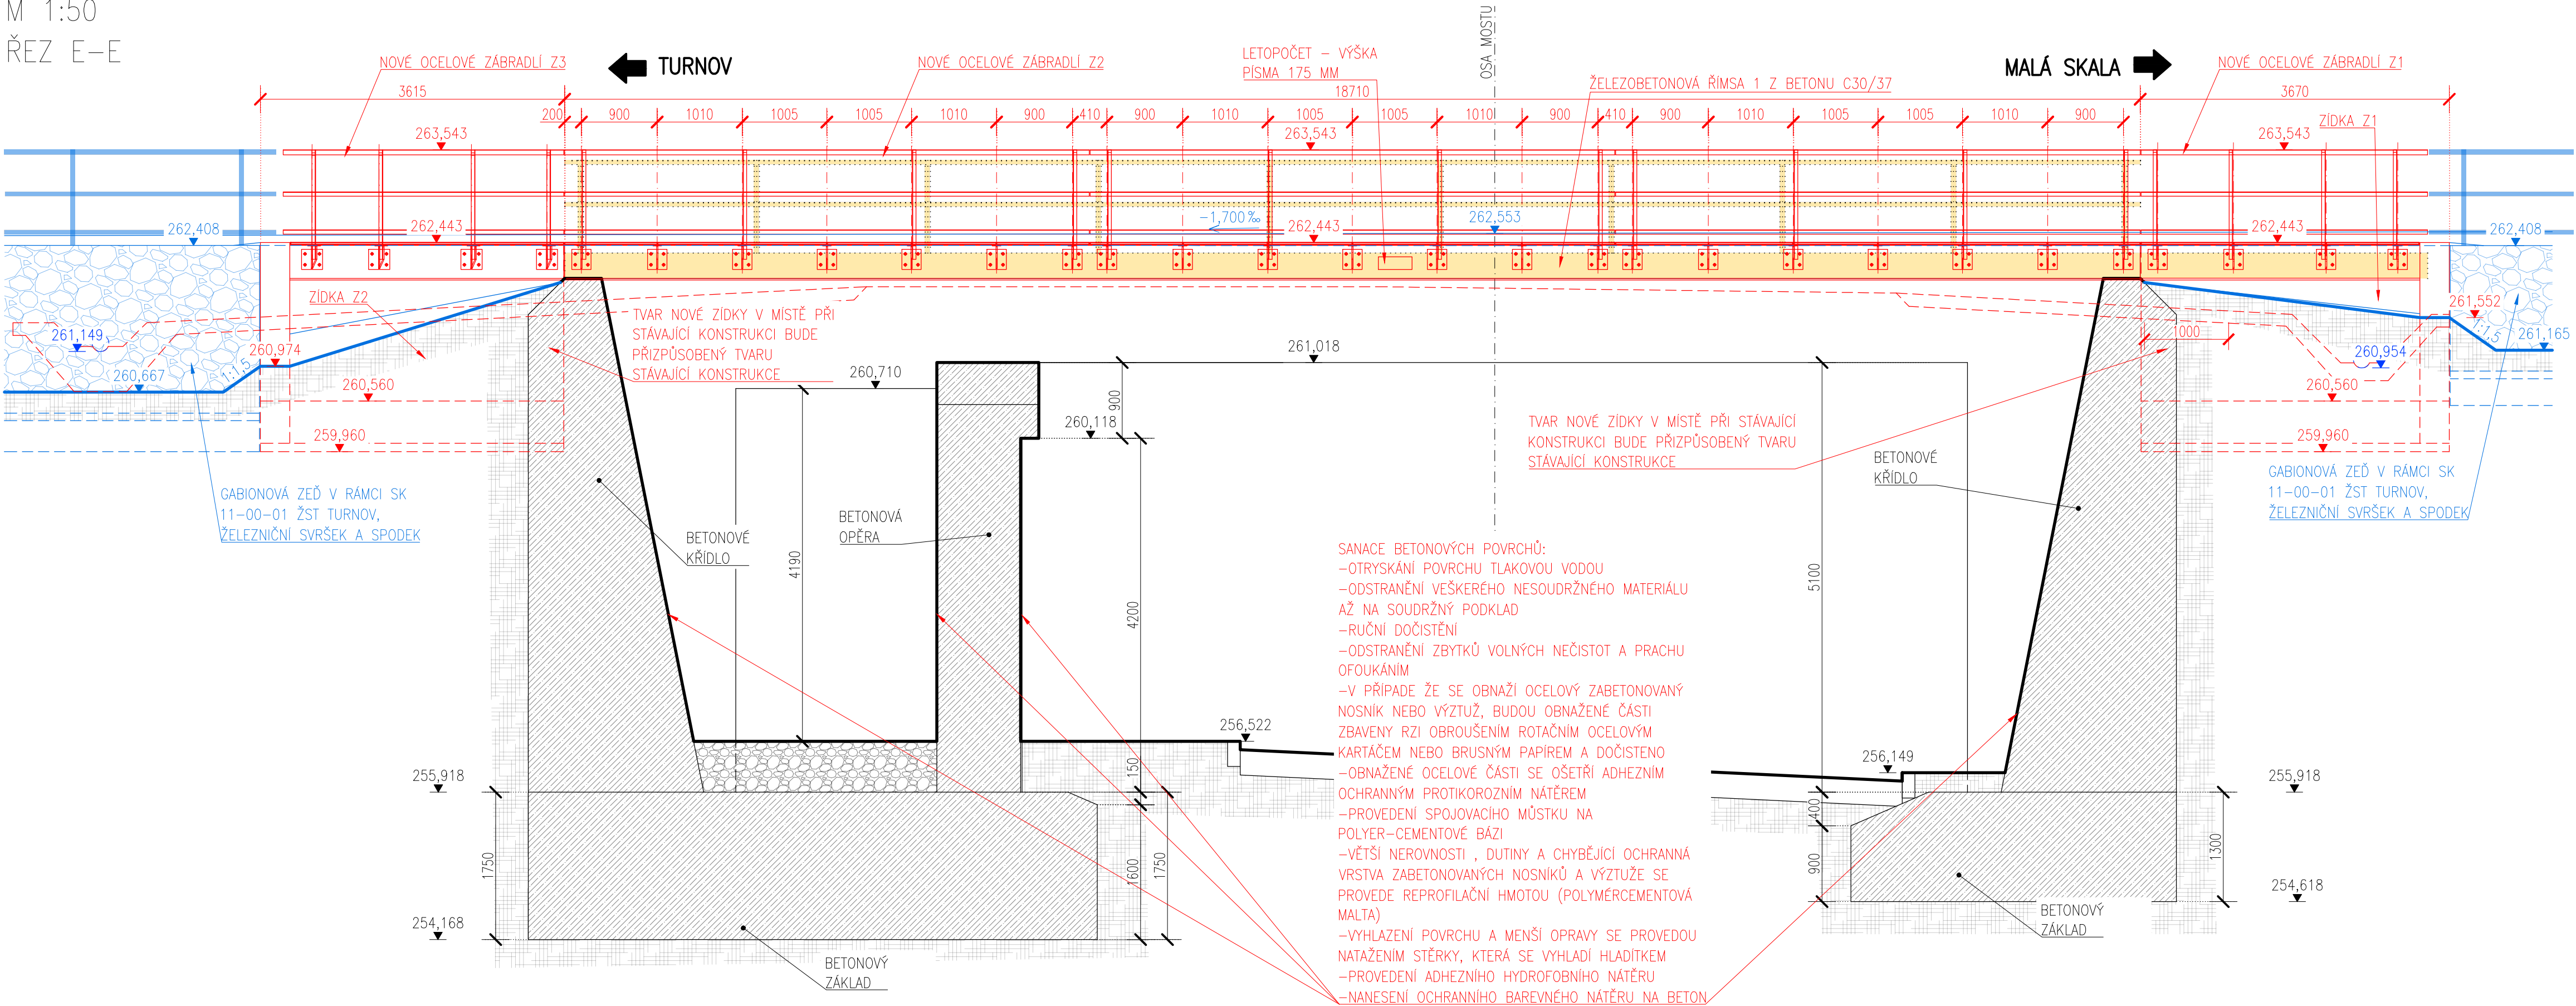 M 1:50
ŘEZ E-E
NOVÉ OCELOVÉ ZÁBRADLÍ Z3
TURNOV
NOVÉ OCELOVÉ ZÁBRADLÍ Z2
LETOPOČET - VÝŠKA
PÍSMA 175 MM
OSA MOSTU
ŽELEZOBETONOVÁ ŘÍMSA 1 Z BETONU C30/37
MALÁ SKALA
NOVÉ OCELOVÉ ZÁBRADLÍ Z1
3615
18710
3670
200
900
1010
1005
1005
1010
900
410
900
1010
1005
1005
1010
900
410
900
1010
1005
1005
1010
900
ZÍDKA Z1
263,543
263,543
263,543
262,408
262,443
-1,700‰
262,443
262,553
262,443
262,408
ZÍDKA Z2
261,149
260,974
260,667
1:1,5
260,560
259,960
TVAR NOVÉ ZÍDKY V MÍSTĚ PŘI
STÁVAJÍCÍ KONSTRUKCI BUDE
PŘIZPŮSOBENÝ TVARU
STÁVAJÍCÍ KONSTRUKCE
260,710
261,018
900
260,118
261,552
1000
1:1,5
261,165
260,954
260,560
259,960
TVAR NOVÉ ZÍDKY V MÍSTĚ PŘI STÁVAJÍCÍ
KONSTRUKCI BUDE PŘIZPŮSOBENÝ TVARU
STÁVAJÍCÍ KONSTRUKCE
BETONOVÉ
KŘÍDLO
GABIONOVÁ ZEĎ V RÁMCI SK
11-00-01 ŽST TURNOV,
ŽELEZNIČNÍ SVRŠEK A SPODEK
GABIONOVÁ ZEĎ V RÁMCI SK
11-00-01 ŽST TURNOV,
ŽELEZNIČNÍ SVRŠEK A SPODEK
BETONOVÉ
KŘÍDLO
BETONOVÁ
OPĚRA
4190
4200
5100
SANACE BETONOVÝCH POVRCHŮ:
-OTRYSKÁNÍ POVRCHU TLAKOVOU VODOU
-ODSTRANĚNÍ VEŠKERÉHO NESOUDRŽNÉHO MATERIÁLU
AŽ NA SOUDRŽNÝ PODKLAD
-RUČNÍ DOČISTĚNÍ
-ODSTRANĚNÍ ZBYTKŮ VOLNÝCH NEČISTOT A PRACHU
OFOUKÁNÍM
-V PŘÍPADE ŽE SE OBNAŽÍ OCELOVÝ ZABETONOVANÝ
NOSNÍK NEBO VÝZTUŽ, BUDOU OBNAŽENÉ ČÁSTI
ZBAVENY RZI OBROUŠENÍM ROTAČNÍM OCELOVÝM
KARTÁČEM NEBO BRUSNÝM PAPÍREM A DOČISTENO
-OBNAŽENÉ OCELOVÉ ČÁSTI SE OŠETŘÍ ADHEZNÍM
OCHRANNÝM PROTIKOROZNÍM NÁTĚREM
-PROVEDENÍ SPOJOVACÍHO MŮSTKU NA
POLYER-CEMENTOVÉ BÁZI
-VĚTŠÍ NEROVNOSTI , DUTINY A CHYBĚJÍCÍ OCHRANNÁ
VRSTVA ZABETONOVANÝCH NOSNÍKŮ A VÝZTUŽE SE
PROVEDE REPROFILAČNÍ HMOTOU (POLYMÉRCEMENTOVÁ
MALTA)
-VYHLAZENÍ POVRCHU A MENŠÍ OPRAVY SE PROVEDOU
NATAŽENÍM STĚRKY, KTERÁ SE VYHLADÍ HLADÍTKEM
-PROVEDENÍ ADHEZNÍHO HYDROFOBNÍHO NÁTĚRU
-NANESENÍ OCHRANNÍHO BAREVNÉHO NÁTĚRU NA BETON
256,522
256,149
255,918
150
255,918
400
1750
1600
1750
900
1300
254,168
254,618
BETONOVÝ
ZÁKLAD
BETONOVÝ
ZÁKLAD